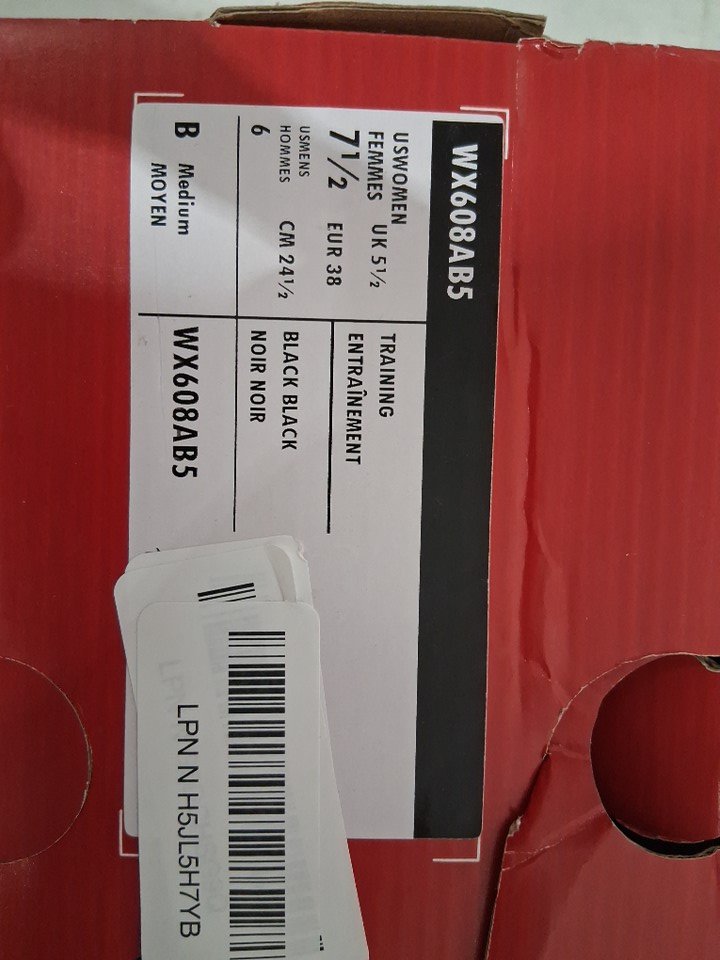 WX608AB5
USWOMEN
FEMMES UK 5½
7½ EUR 38
USMENS
HOMMES
6 CM 24½
B Medium
MOYEN
TRAINING
ENTRAÎNEMENT
BLACK BLACK
NOIR NOIR
WX608AB5
LPN N H5JL5H7YB